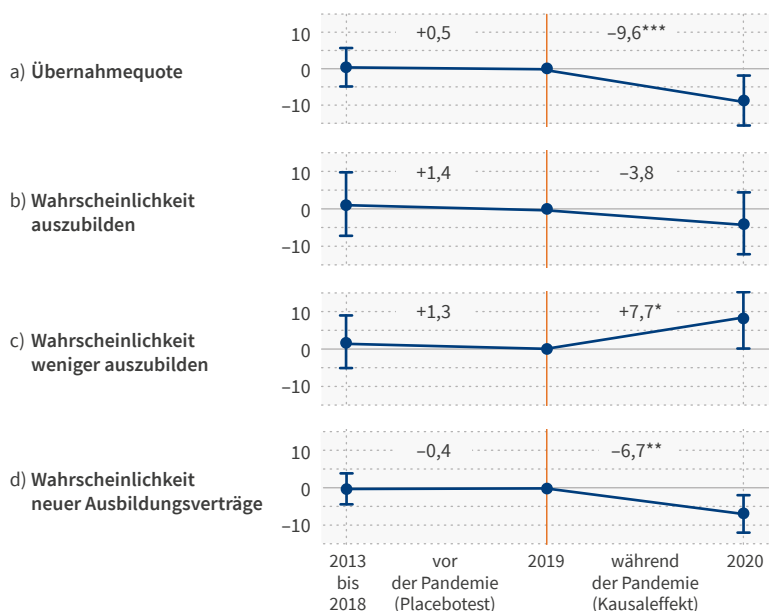 10
+0,5
–9,6***
a) Übernahmequote
0
–10
10
+1,4
–3,8
b) Wahrscheinlichkeit
auszubilden
0
–10
10
+1,3
+7,7*
c) Wahrscheinlichkeit
weniger auszubilden
0
–10
10
–0,4
–6,7**
d) Wahrscheinlichkeit
neuer Ausbildungsverträge
0
–10
2013
bis
2018
vor
der Pandemie
(Placebotest)
2019
während
der Pandemie
(Kausaleffekt)
2020